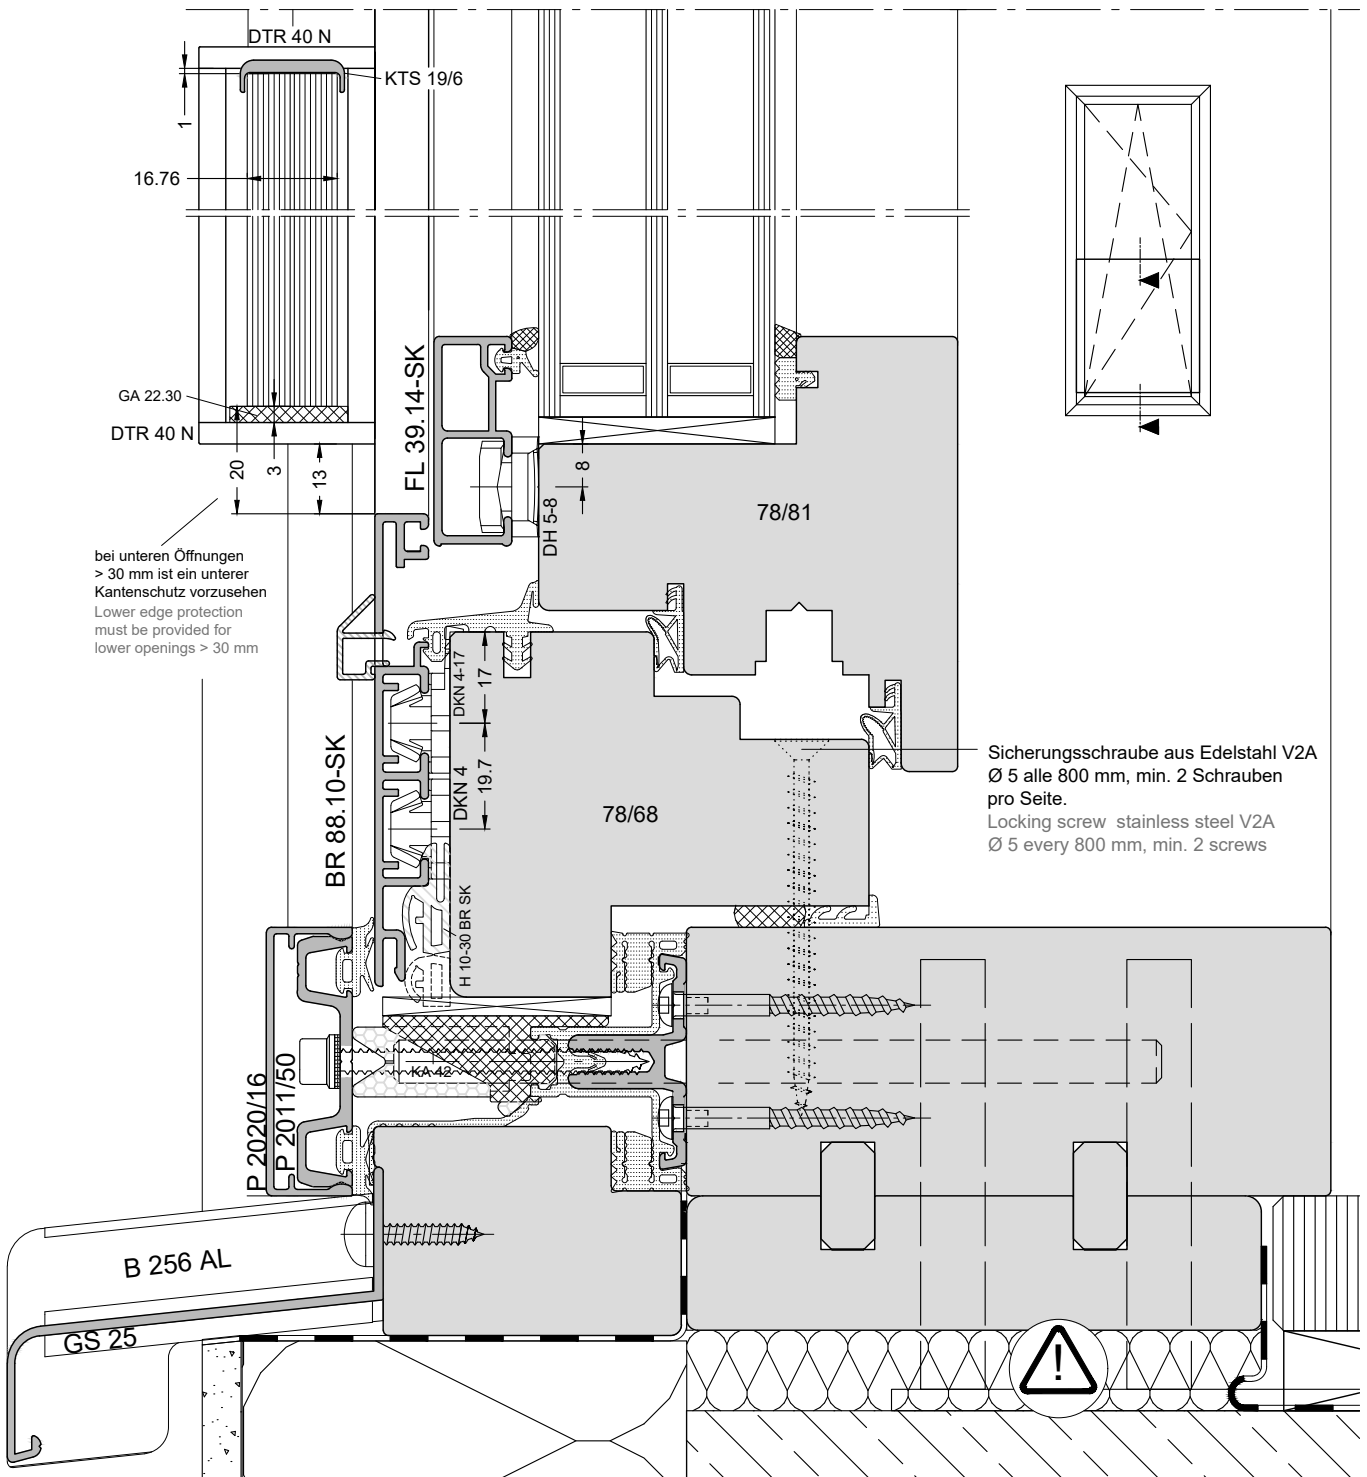 DTR 40 N
KTS 19/6
1
16.76
GA 22.30
DTR 40 N
20
3
13
FL 39.14-SK
8
DH 5-8
78/81
bei unteren Öffnungen
> 30 mm ist ein unterer
Kantenschutz vorzusehen
Lower edge protection
must be provided for
lower openings > 30 mm
DKN 4-17
17
DKN 4
19.7
BR 88.10-SK
78/68
Sicherungsschraube aus Edelstahl V2A
Ø 5 alle 800 mm, min. 2 Schrauben
pro Seite.
Locking screw  stainless steel V2A
Ø 5 every 800 mm, min. 2 screws
H 10-30 BR SK
KA 42
P 2020/16
P 2011/50
B 256 AL
GS 25
!